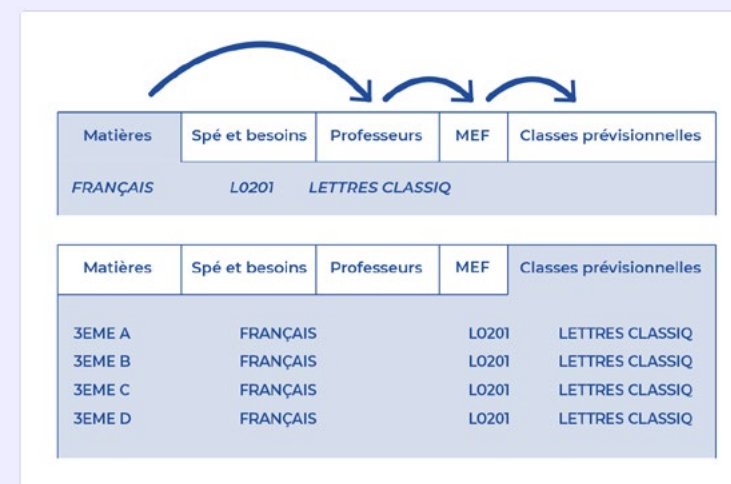 Matières Spé et besoins Professeurs MEF Classes prévisionnelles
FRANÇAIS L0201 LETTRES CLASSIQ
Matières Spé et besoins Professeurs MEF Classes prévisionnelles
3EME A FRANÇAIS L0201 LETTRES CLASSIQ
3EME B FRANÇAIS L0201 LETTRES CLASSIQ
3EME C FRANÇAIS L0201 LETTRES CLASSIQ
3EME D FRANÇAIS L0201 LETTRES CLASSIQ